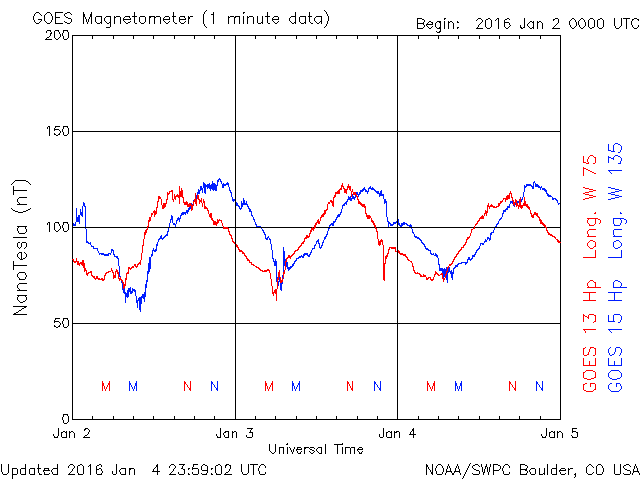 GOES Magnetometer (1 minute data)
Begin: 2016 Jan 2 0000 UTC
200
150
100
50
0
NanoTesla (nT)
M M N N M M N N M M N N
Jan 2 Jan 3 Jan 4 Jan 5
Universal Time
GOES 13 Hp Long. W 75
GOES 15 Hp Long. W 135
Updated 2016 Jan 4 23:59:02 UTC
NOAA/SWPC Boulder, CO USA